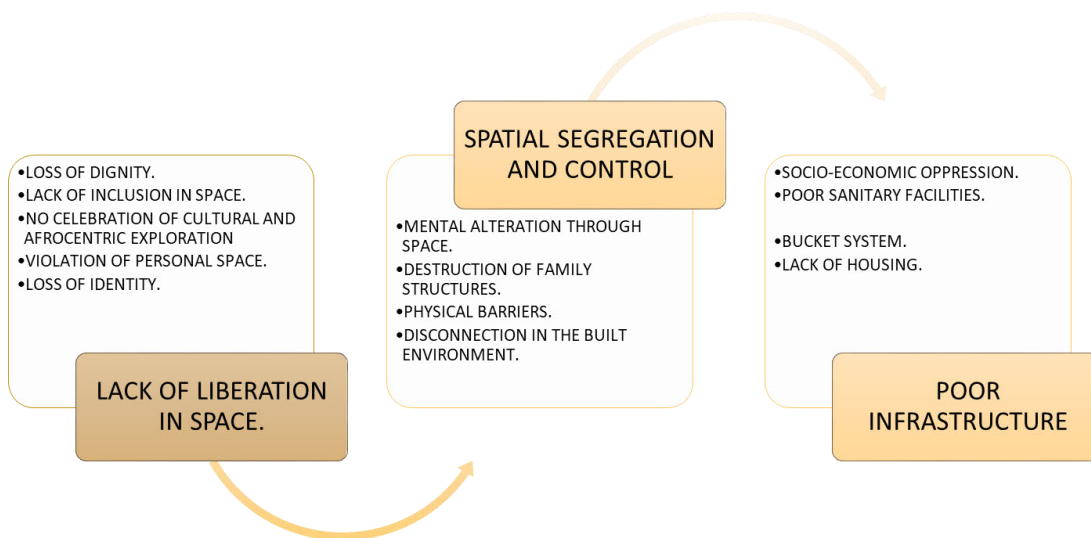 •LOSS OF DIGNITY.
•LACK OF INCLUSION IN SPACE.
•NO CELEBRATION OF CULTURAL AND
AFROCENTRIC EXPLORATION
•VIOLATION OF PERSONAL SPACE.
•LOSS OF IDENTITY.
LACK OF LIBERATION
IN SPACE.
SPATIAL SEGREGATION
AND CONTROL
•MENTAL ALTERATION THROUGH
SPACE.
•DESTRUCTION OF FAMILY
STRUCTURES.
•PHYSICAL BARRIERS.
•DISCONNECTION IN THE BUILT
ENVIRONMENT.
•SOCIO-ECONOMIC OPPRESSION.
•POOR SANITARY FACILITIES.
•BUCKET SYSTEM.
•LACK OF HOUSING.
POOR
INFRASTRUCTURE